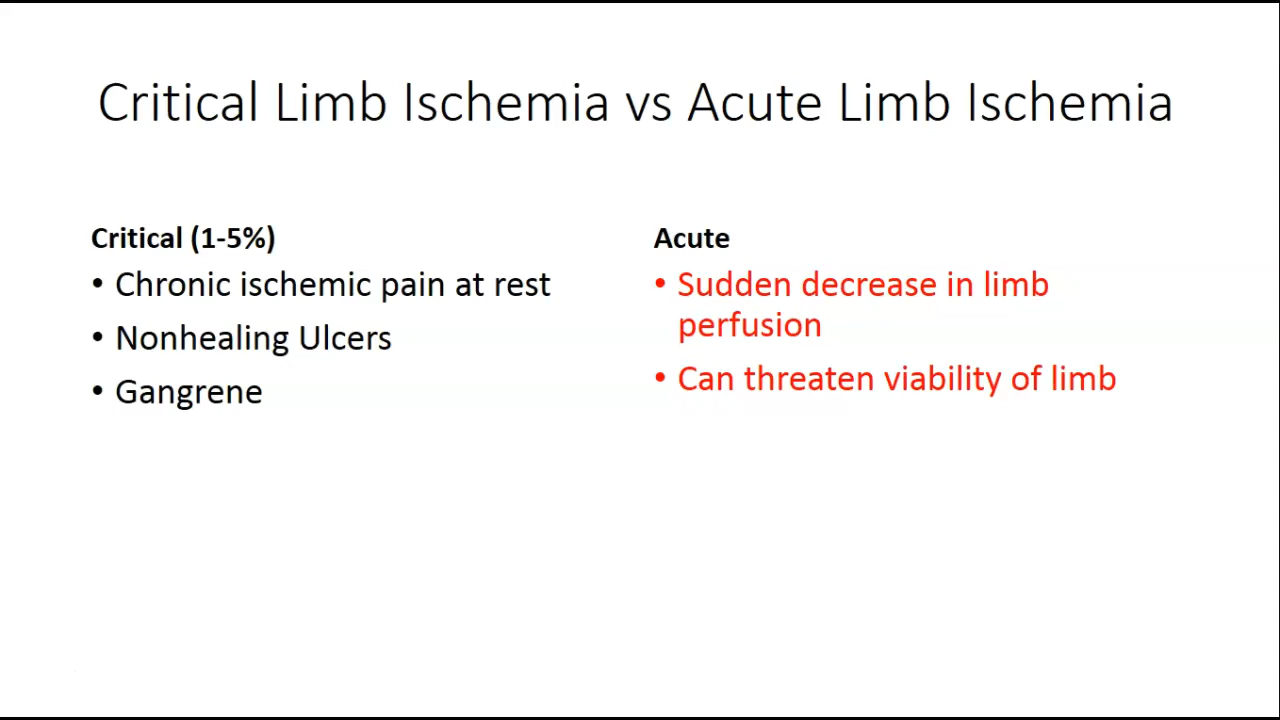 Critical Limb Ischemia vs Acute Limb Ischemia
Critical (1-5%)
• Chronic ischemic pain at rest
• Nonhealing Ulcers
• Gangrene
Acute
• Sudden decrease in limb
perfusion
• Can threaten viability of limb